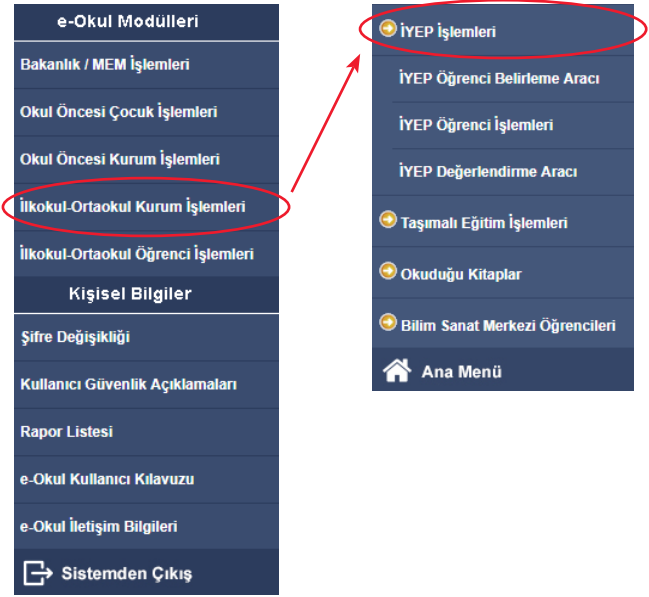 e-Okul Modülleri
Bakanlık / MEM İşlemleri
Okul Öncesi Çocuk İşlemleri
Okul Öncesi Kurum İşlemleri
İlkokul-Ortaokul Kurum İşlemleri
İlkokul-Ortaokul Öğrenci İşlemleri
Kişisel Bilgiler
Şifre Değişikliği
Kullanıcı Güvenlik Açıklamaları
Rapor Listesi
e-Okul Kullanıcı Kılavuzu
e-Okul İletişim Bilgileri
Sistemden Çıkış
İYEP İşlemleri
İYEP Öğrenci Belirleme Aracı
İYEP Öğrenci İşlemleri
İYEP Değerlendirme Aracı
Taşımalı Eğitim İşlemleri
Okuduğu Kitaplar
Bilim Sanat Merkezi Öğrencileri
Ana Menü